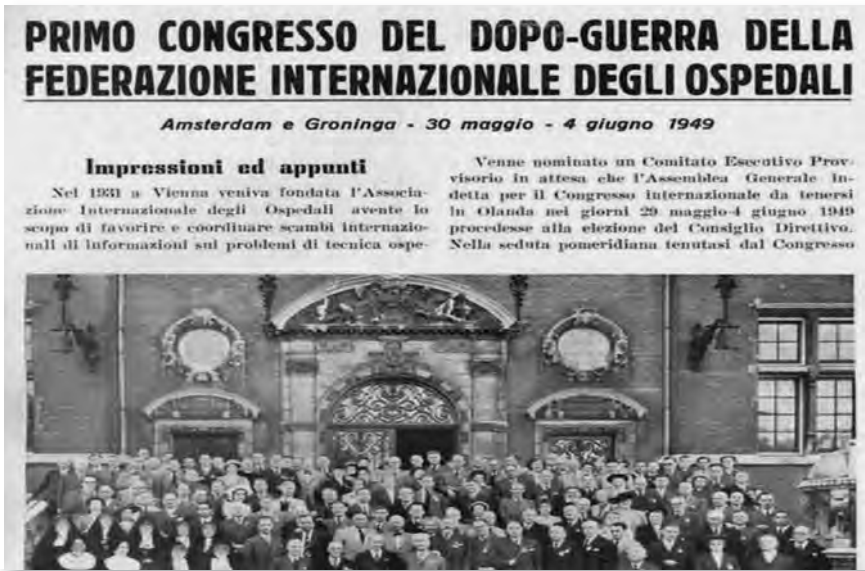 PRIMO CONGRESSO DEL DOPO-GUERRA DELLA
FEDERAZIONE INTERNAZIONALE DEGLI OSPEDALI
Amsterdam e Groninga - 30 maggio - 4 giugno 1949
Impressioni ed appunti
Nel 1931 a Vienna veniva fondata l'Associa-
zione Internazionale degli Ospedali avente lo
scopo di favorire e coordinare scambi internazio-
nali di informazioni sui problemi di tecnica ospe-
Venne nominato un Comitato Esecutivo Prov-
visorio in attesa che l'Assemblea Generale in-
detta per il Congresso internazionale da tenersi
in Olanda nei giorni 29 maggio-4 giugno 1949
procedesse alla elezione del Consiglio Direttivo.
Nella seduta pomeridiana tenutasi dal Congresso